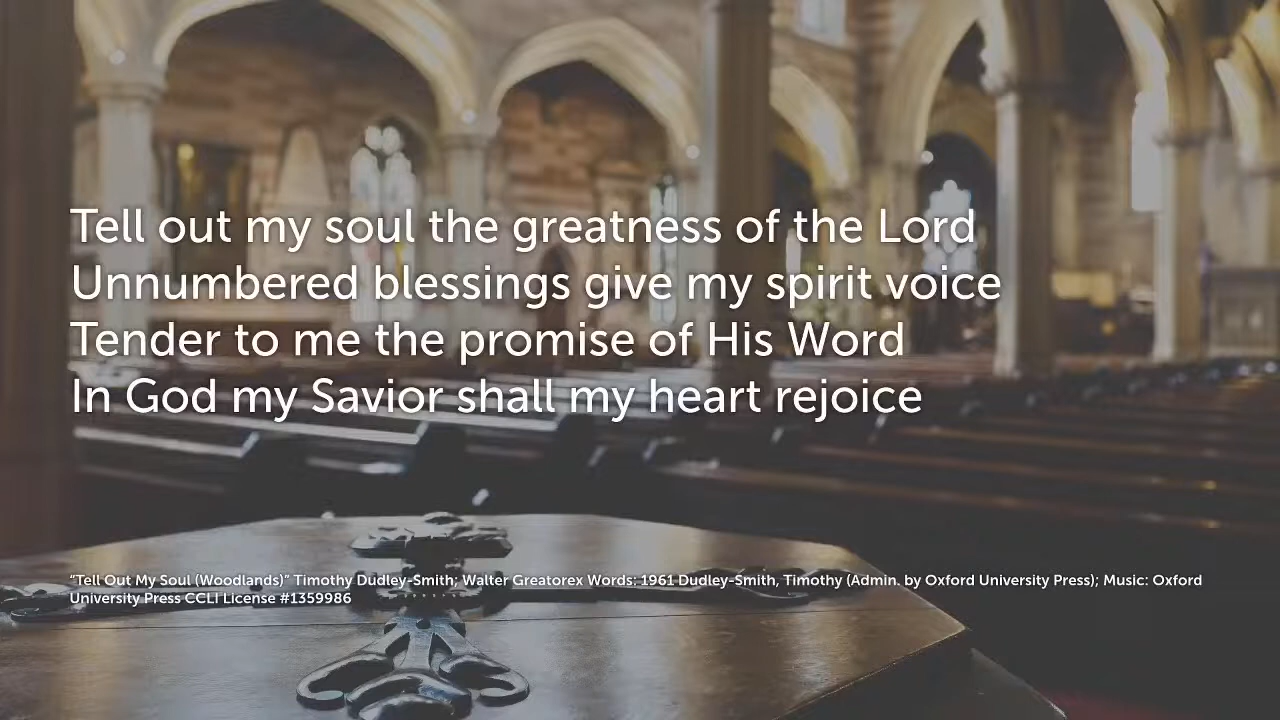 Tell out my soul the greatness of the Lord
Unnumbered blessings give my spirit voice
Tender to me the promise of His Word
In God my Savior shall my heart rejoice
“Tell Out My Soul (Woodlands)” Timothy Dudley-Smith; Walter Greatorex Words: 1961 Dudley-Smith, Timothy (Admin. by Oxford University Press); Music: Oxford
University Press CCLI License #1359986